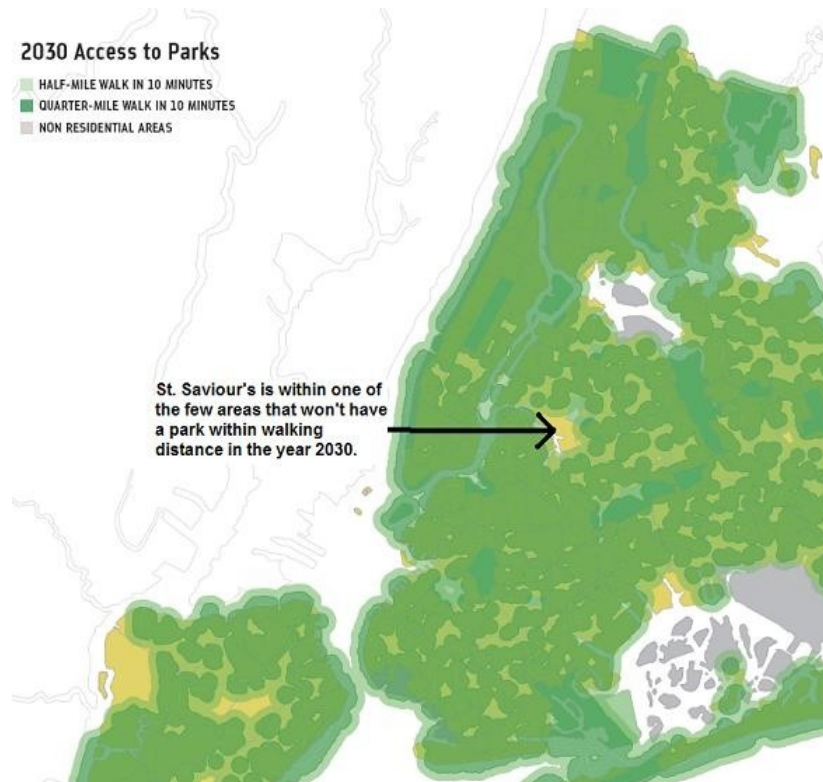 2030 Access to Parks
HALF-MILE WALK IN 10 MINUTES
QUARTER-MILE WALK IN 10 MINUTES
NON RESIDENTIAL AREAS
St. Saviour's is within one of
the few areas that won't have
a park within walking
distance in the year 2030.